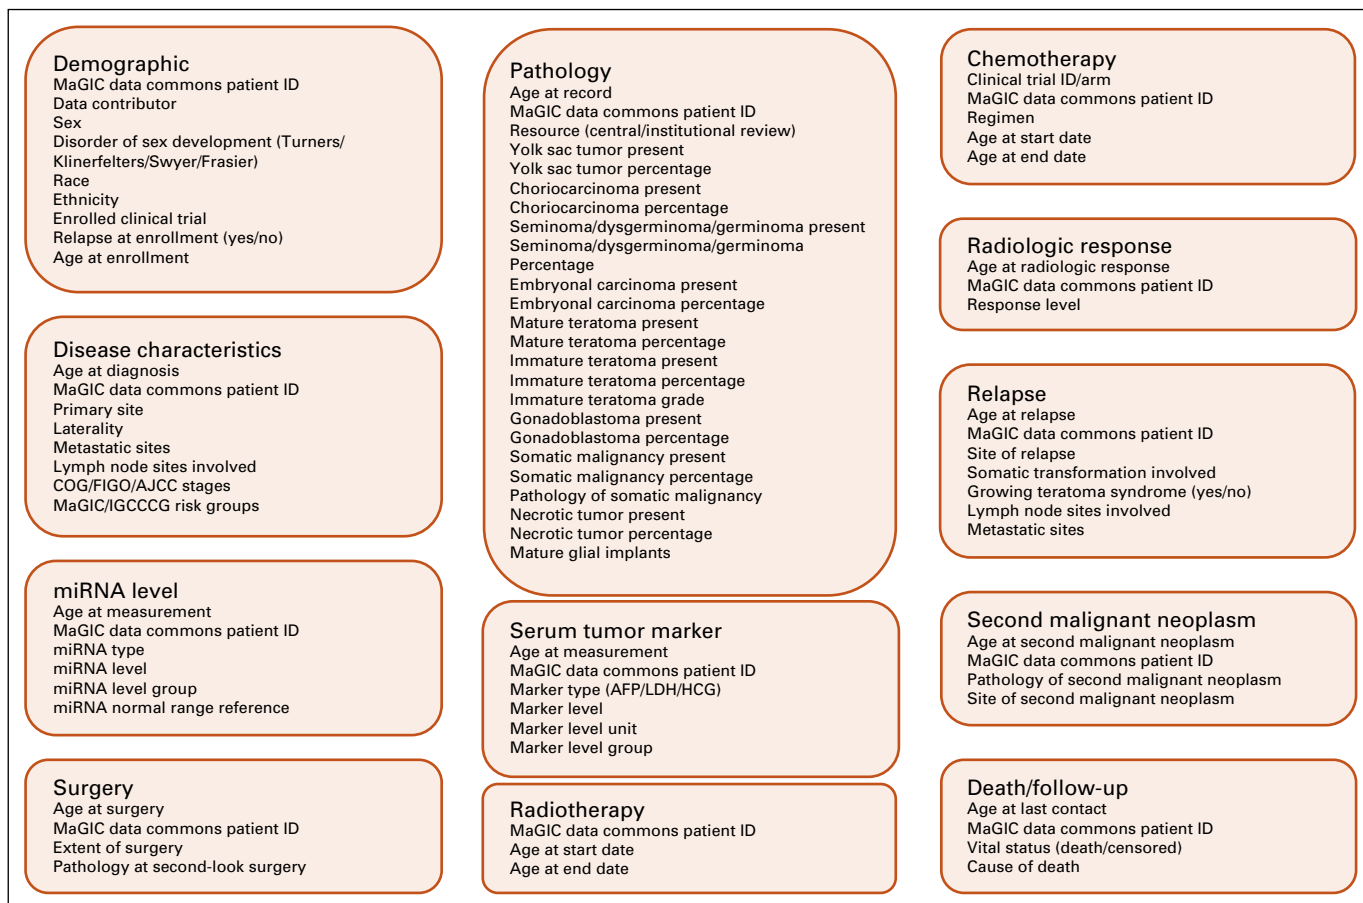 Demographic
MaGIC data commons patient ID
Data contributor
Sex
Disorder of sex development (Turners/
Klinerfelters/Swyer/Frasier)
Race
Ethnicity
Enrolled clinical trial
Relapse at enrollment (yes/no)
Age at enrollment
Disease characteristics
Age at diagnosis
MaGIC data commons patient ID
Primary site
Laterality
Metastatic sites
Lymph node sites involved
COG/FIGO/AJCC stages
MaGIC/IGCCCG risk groups
miRNA level
Age at measurement
MaGIC data commons patient ID
miRNA type
miRNA level
miRNA level group
miRNA normal range reference
Surgery
Age at surgery
MaGIC data commons patient ID
Extent of surgery
Pathology at second-look surgery
Pathology
Age at record
MaGIC data commons patient ID
Resource (central/institutional review)
Yolk sac tumor present
Yolk sac tumor percentage
Choriocarcinoma present
Choriocarcinoma percentage
Seminoma/dysgerminoma/germinoma present
Seminoma/dysgerminoma/germinoma
Percentage
Embryonal carcinoma present
Embryonal carcinoma percentage
Mature teratoma present
Mature teratoma percentage
Immature teratoma present
Immature teratoma percentage
Immature teratoma grade
Gonadoblastoma present
Gonadoblastoma percentage
Somatic malignancy present
Somatic malignancy percentage
Pathology of somatic malignancy
Necrotic tumor present
Necrotic tumor percentage
Mature glial implants
Serum tumor marker
Age at measurement
MaGIC data commons patient ID
Marker type (AFP/LDH/HCG)
Marker level
Marker level unit
Marker level group
Radiotherapy
MaGIC data commons patient ID
Age at start date
Age at end date
Chemotherapy
Clinical trial ID/arm
MaGIC data commons patient ID
Regimen
Age at start date
Age at end date
Radiologic response
Age at radiologic response
MaGIC data commons patient ID
Response level
Relapse
Age at relapse
MaGIC data commons patient ID
Site of relapse
Somatic transformation involved
Growing teratoma syndrome (yes/no)
Lymph node sites involved
Metastatic sites
Second malignant neoplasm
Age at second malignant neoplasm
MaGIC data commons patient ID
Pathology of second malignant neoplasm
Site of second malignant neoplasm
Death/follow-up
Age at last contact
MaGIC data commons patient ID
Vital status (death/censored)
Cause of death